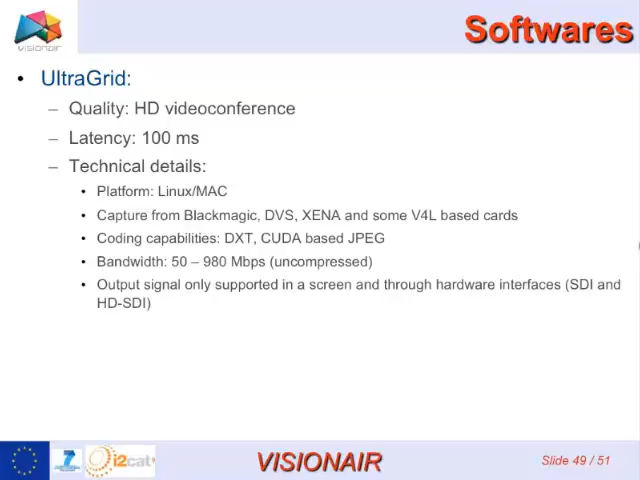 VISIONAIR
Softwares
• UltraGrid:
– Quality: HD videoconference
– Latency: 100 ms
– Technical details:
• Platform: Linux/MAC
• Capture from Blackmagic, DVS, XENA and some V4L based cards
• Coding capabilities: DXT, CUDA based JPEG
• Bandwidth: 50 – 980 Mbps (uncompressed)
• Output signal only supported in a screen and through hardware interfaces (SDI and
HD-SDI)
7
i2cat
VISIONAIR
Slide 49 / 51